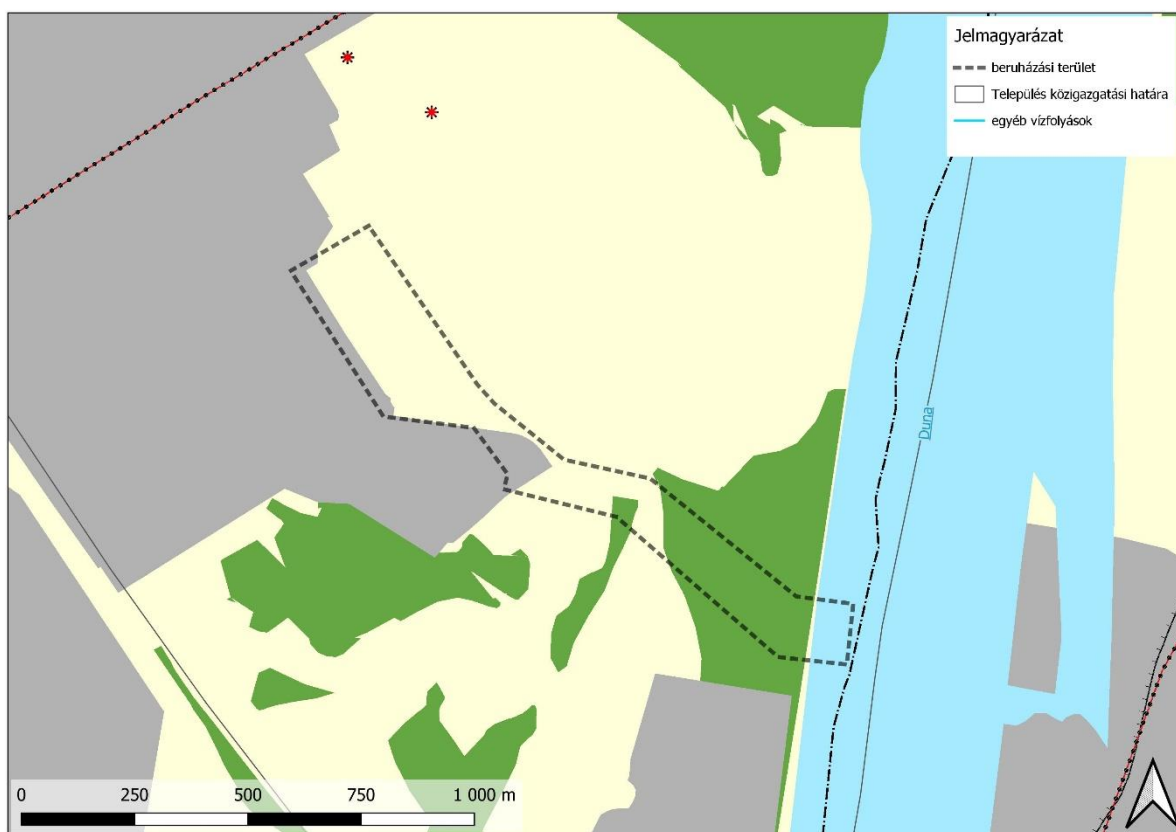 Jelmagyarázat
beruházási terület
Település közigazgatási határa
egyéb vízfolyások
Duna
0 250 500 750 1 000 m